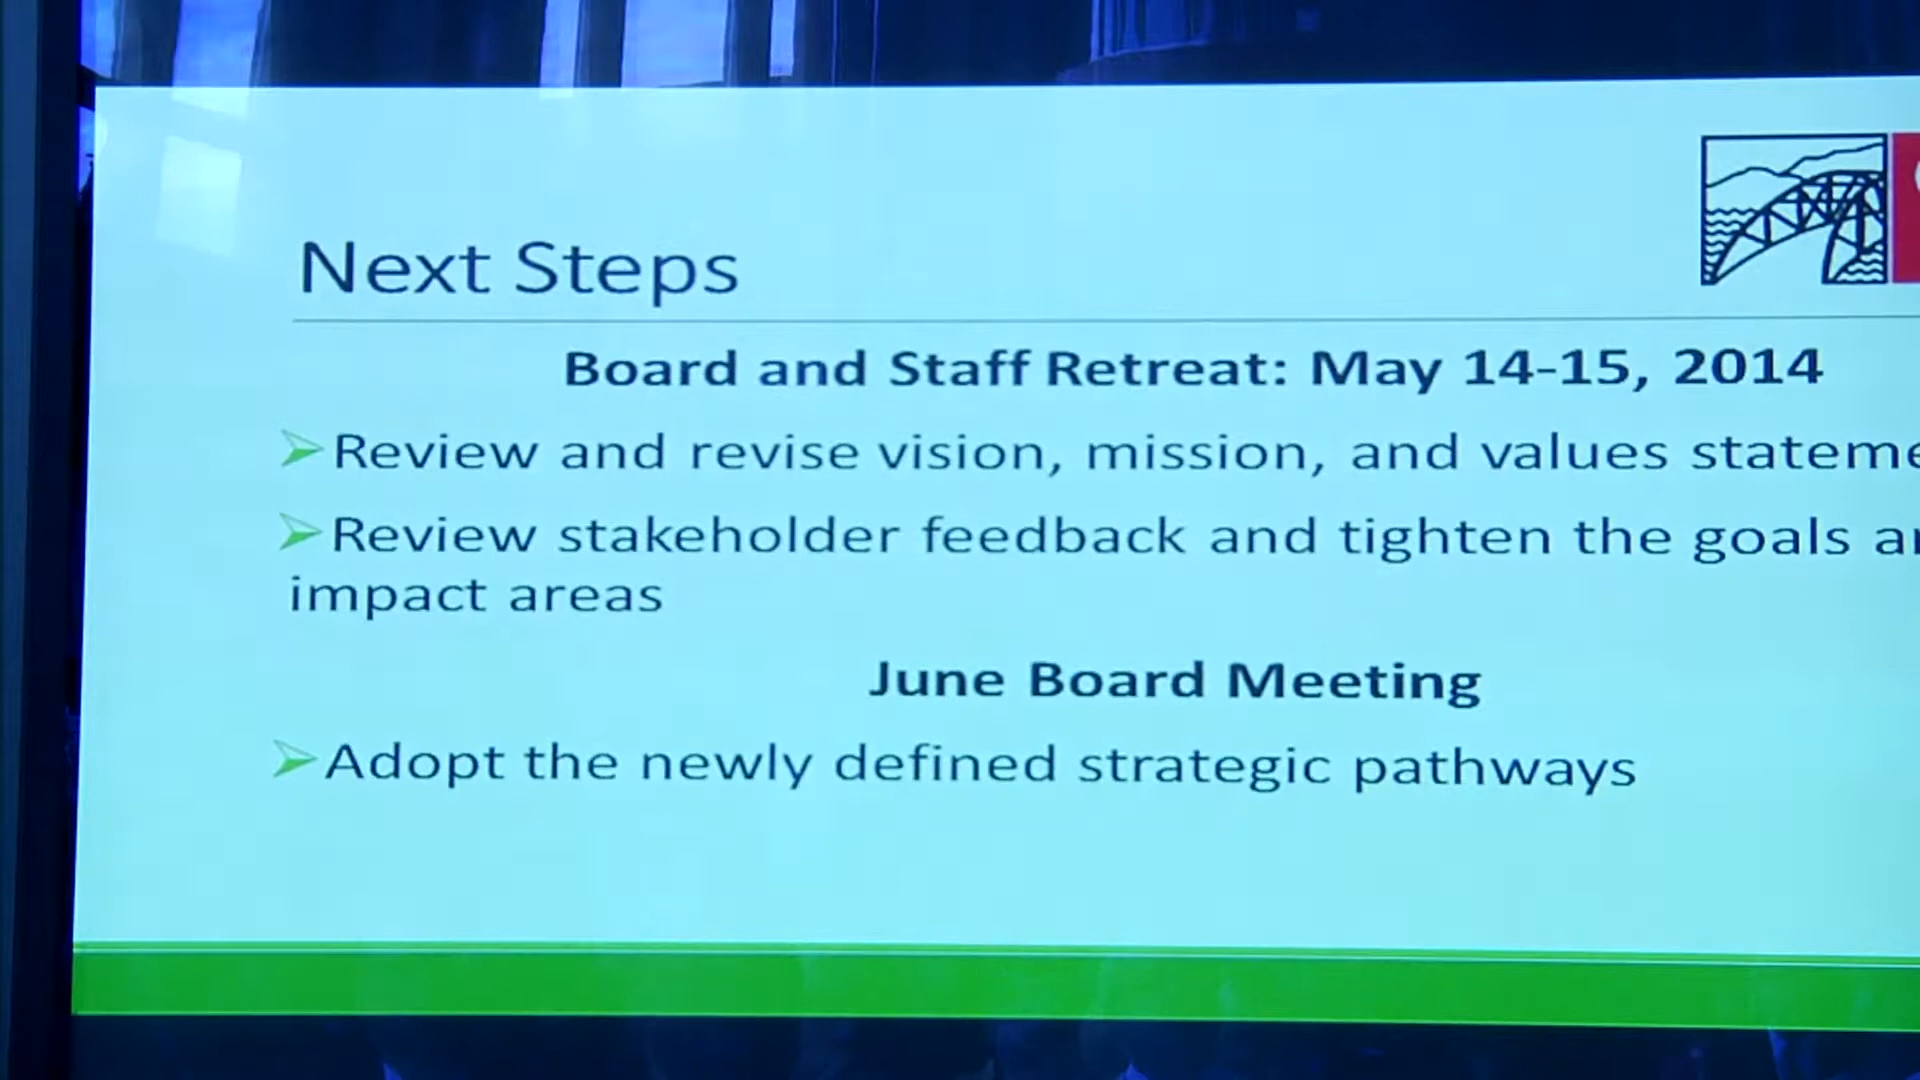 Next Steps
Board and Staff Retreat: May 14-15, 2014
Review and revise vision, mission, and values
Review stakeholder feedback and tighten the goals
impact areas
June Board Meeting
Adopt the newly defined strategic pathways